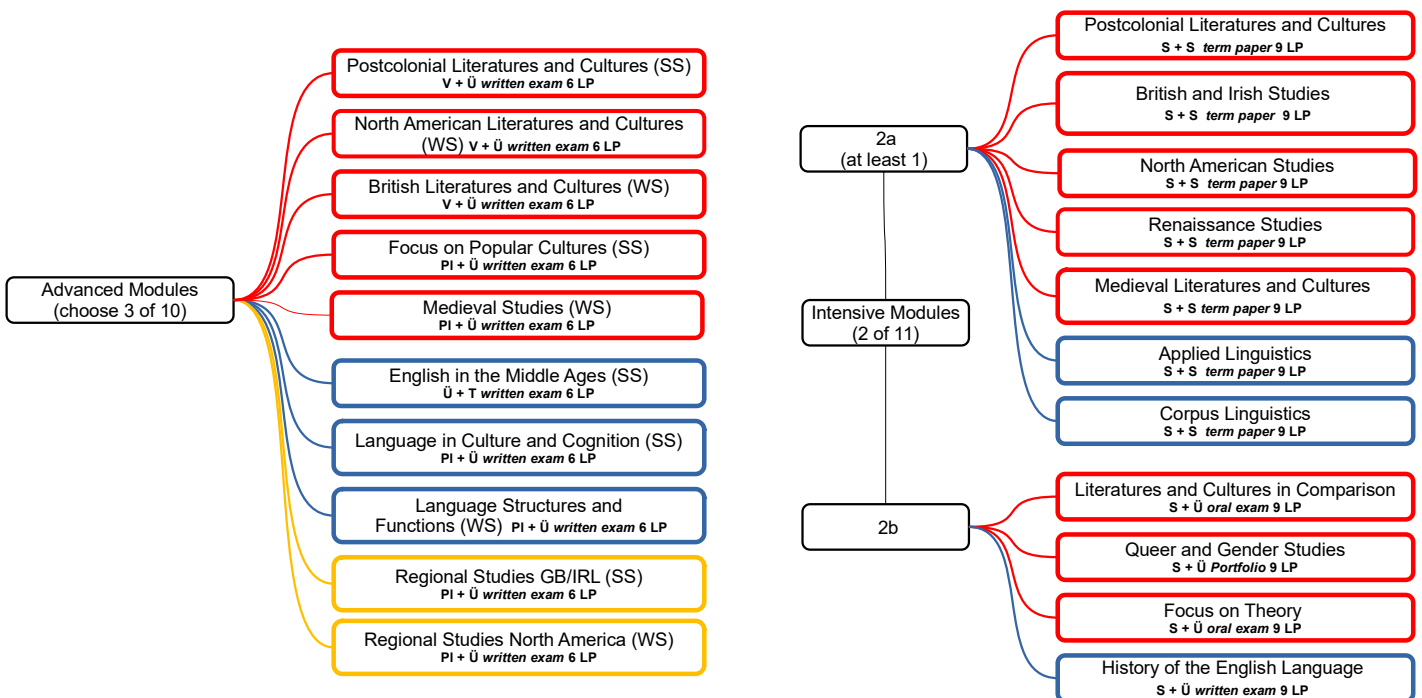 Advanced Modules
(choose 3 of 10)
Postcolonial Literatures and Cultures (SS)
V + Ü written exam 6 LP
North American Literatures and Cultures
(WS) V + Ü written exam 6 LP
British Literatures and Cultures (WS)
V + Ü written exam 6 LP
Focus on Popular Cultures (SS)
PI + Ü written exam 6 LP
Medieval Studies (WS)
PI + Ü written exam 6 LP
English in the Middle Ages (SS)
Ü + T written exam 6 LP
Language in Culture and Cognition (SS)
PI + Ü written exam 6 LP
Language Structures and
Functions (WS) PI + Ü written exam 6 LP
Regional Studies GB/IRL (SS)
PI + Ü written exam 6 LP
Regional Studies North America (WS)
PI + Ü written exam 6 LP
Intensive Modules
(2 of 11)
2a
(at least 1)
Postcolonial Literatures and Cultures
S + S term paper 9 LP
British and Irish Studies
S + S term paper 9 LP
North American Studies
S + S term paper 9 LP
Renaissance Studies
S + S term paper 9 LP
Medieval Literatures and Cultures
S + S term paper 9 LP
Applied Linguistics
S + S term paper 9 LP
Corpus Linguistics
S + S term paper 9 LP
2b
Literatures and Cultures in Comparison
S + Ü oral exam 9 LP
Queer and Gender Studies
S + Ü Portfolio 9 LP
Focus on Theory
S + Ü oral exam 9 LP
History of the English Language
S + Ü written exam 9 LP